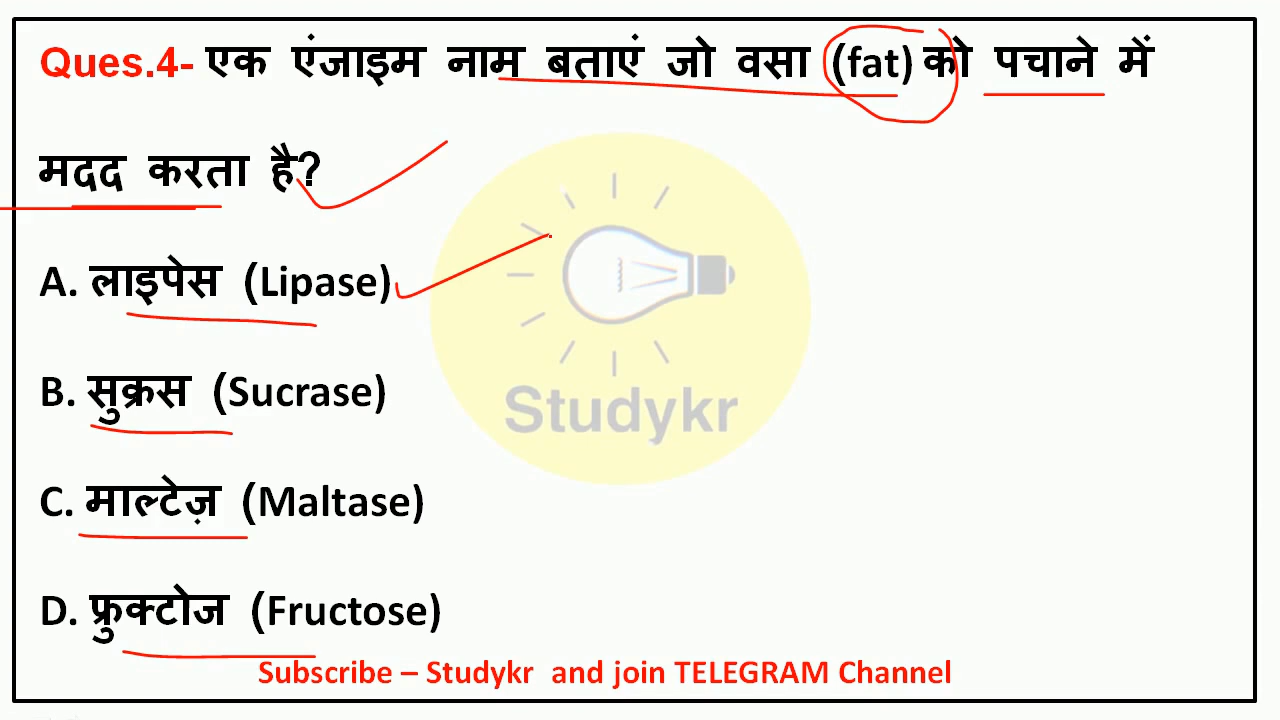 Ques.4- एक एंजाइम नाम बताएं जो वसा (fat) को पचाने में
मदद करता है?
A. लाइपेस (Lipase)
B. सुक्रस (Sucrase)
C. माल्टेज़ (Maltase)
D. फ्रुक्टोज (Fructose)
Studykr
Subscribe – Studykr and join TELEGRAM Channel